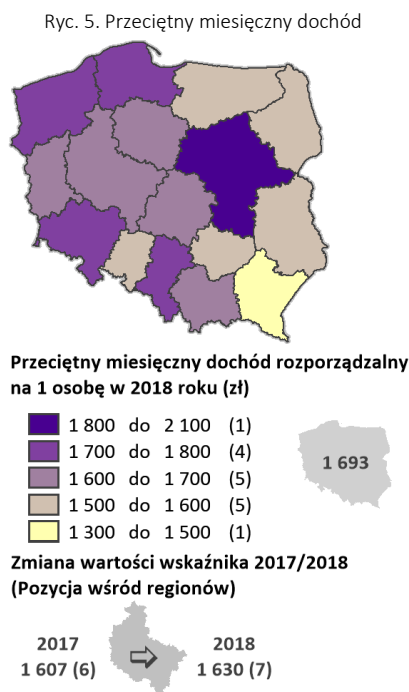 Ryc. 5. Przeciętny miesięczny dochód
Przeciętny miesięczny dochód rozporządzalny
na 1 osobę w 2018 roku (zł)
1 800 do 2 100 (1)
1 700 do 1 800 (4)
1 600 do 1 700 (5)
1 500 do 1 600 (5)
1 300 do 1 500 (1)
1 693
Zmiana wartości wskaźnika 2017/2018
(Pozycja wśród regionów)
2017
1 607 (6)
2018
1 630 (7)